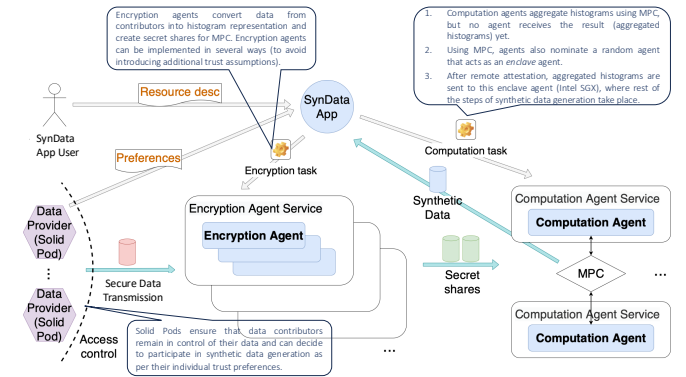 Encryption agents convert data from
contributors into histogram representation and
create secret shares for MPC. Encryption agents
can be implemented in several ways (to avoid
introducing additional trust assumptions).
1. Computation agents aggregate histograms using MPC,
but no agent receives the result (aggregated
histograms) yet.
2. Using MPC, agents also nominate a random agent
that acts as an enclave agent.
3. After remote attestation, aggregated histograms are
sent to this enclave agent (Intel SGX), where rest of
the steps of synthetic data generation take place.
Resource desc
SynData
App
SynData
App User
Preferences
Encryption task
Computation task
Synthetic
Data
Data
Provider
(Solid
Pod)
Data
Provider
(Solid
Pod)
Access
control
Secure Data
Transmission
Encryption Agent Service
Encryption Agent
...
Secret
shares
Computation Agent Service
Computation Agent
MPC
...
Computation Agent Service
Computation Agent
Solid Pods ensure that data contributors
remain in control of their data and can decide
to participate in synthetic data generation as
per their individual trust preferences.